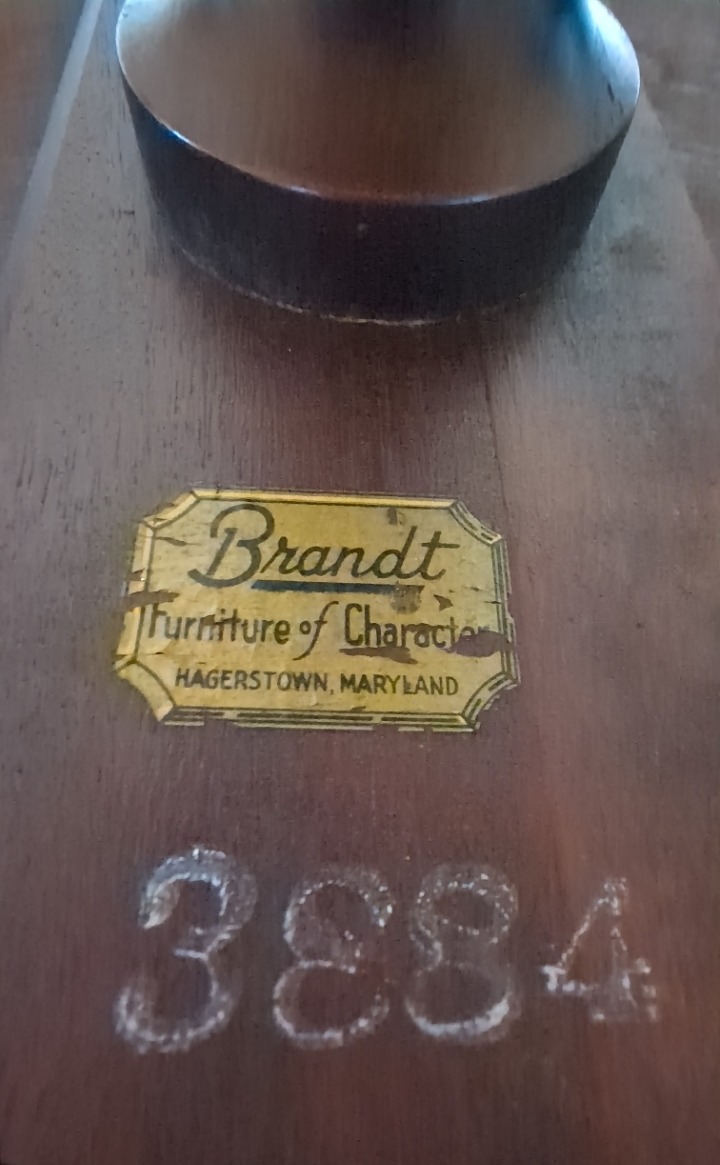 Brandt
Furniture of Character
HAGERSTOWN, MARYLAND
3884